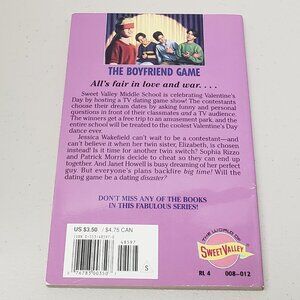 THE BOYFRIEND GAME
All's fair in love and war. . . .
Sweet Valley Middle School is celebrating Valentine's
Day by hosting a TV dating game show! The contestants
choose their dream dates by asking funny and personal
questions in front of their classmates and a TV audience.
The winners get a free trip to an amusement park, and the
entire school will be treated to the coolest Valentine's Day
dance ever.
Jessica Wakefield can't wait to be a contestant—and
can't believe it when her twin sister, Elizabeth, is chosen
instead! Is it time for another twin switch? Sophia Rizzo
and Patrick Morris decide to cheat so they can end up
together. And Janet Howell is busy dreaming of her perfect
guy. But everyone's plans backfire big time! Will the
dating game be a dating disaster?
DON'T MISS ANY OF THE BOOKS
IN THIS FABULOUS SERIES!
US $3.50 / $4.75 CAN
48597
S
THE WORLD OF
SWEET VALLEY
RL 4 008-012